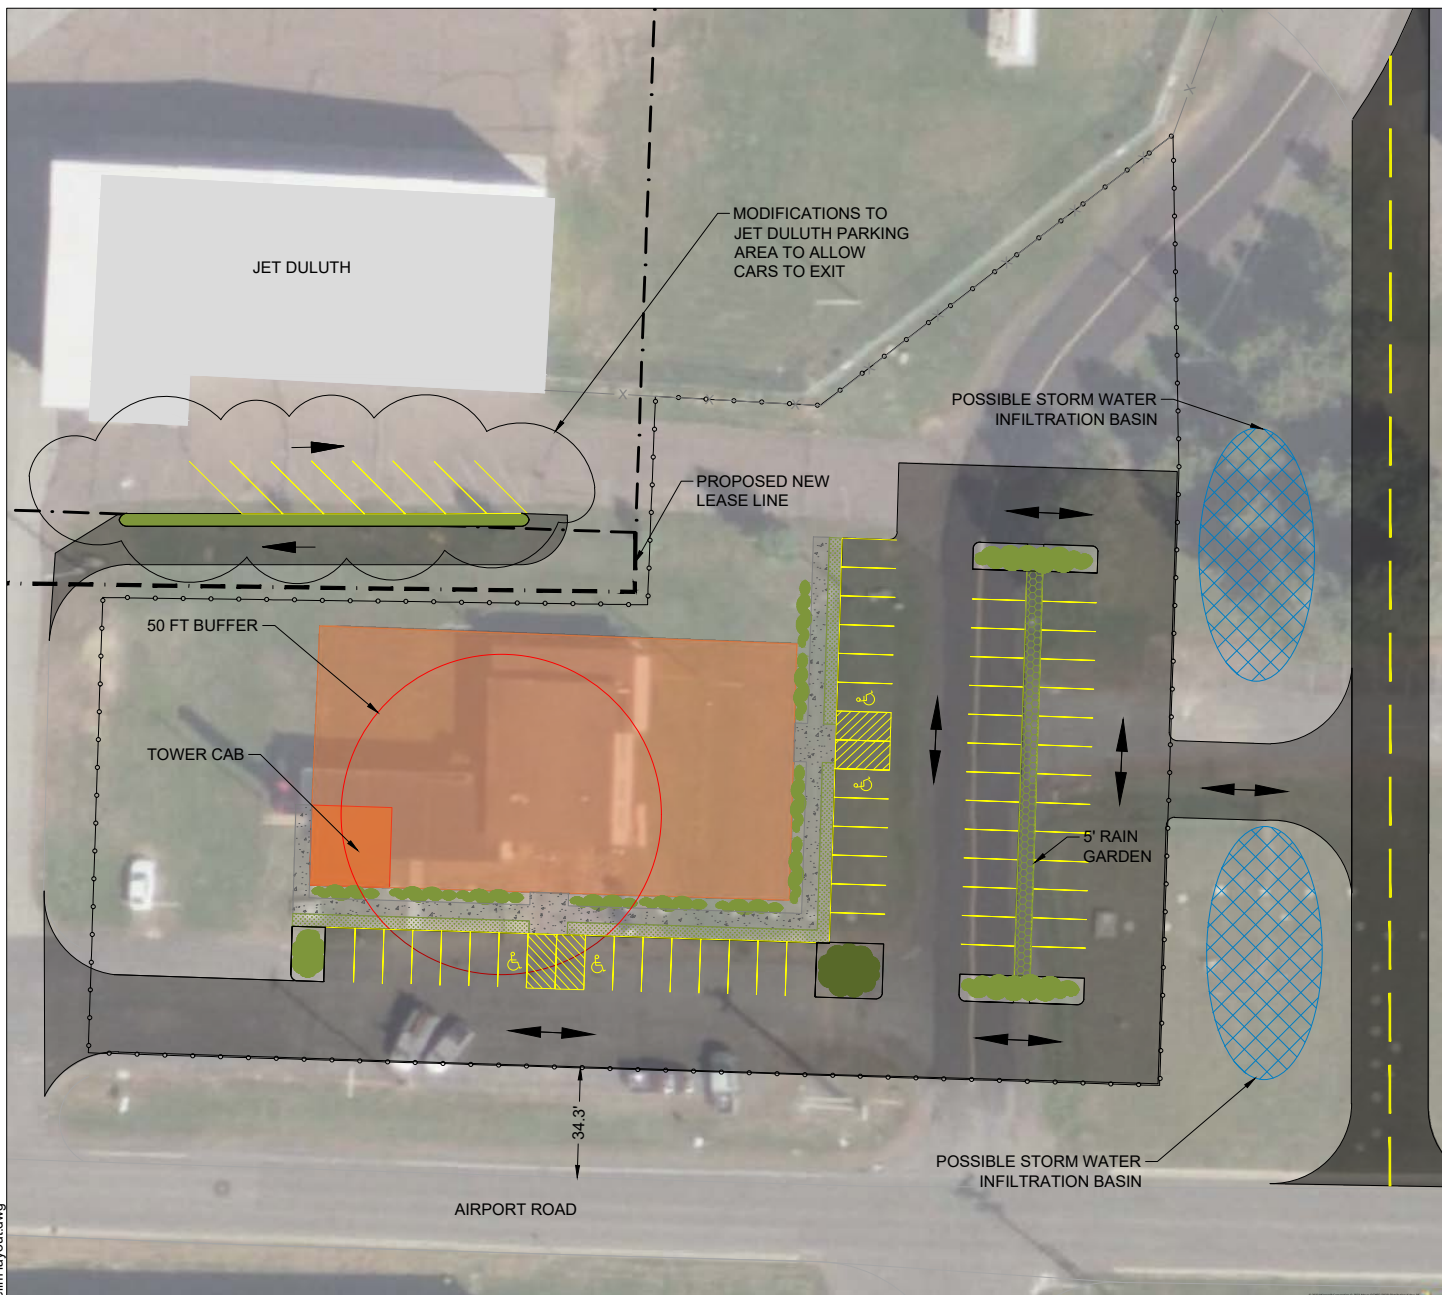 MODIFICATIONS TO
JET DULUTH PARKING
AREA TO ALLOW
CARS TO EXIT
JET DULUTH
POSSIBLE STORM WATER
INFILTRATION BASIN
PROPOSED NEW
LEASE LINE
50 FT BUFFER
TOWER CAB
5' RAIN
GARDEN
34.3'
POSSIBLE STORM WATER
INFILTRATION BASIN
AIRPORT ROAD